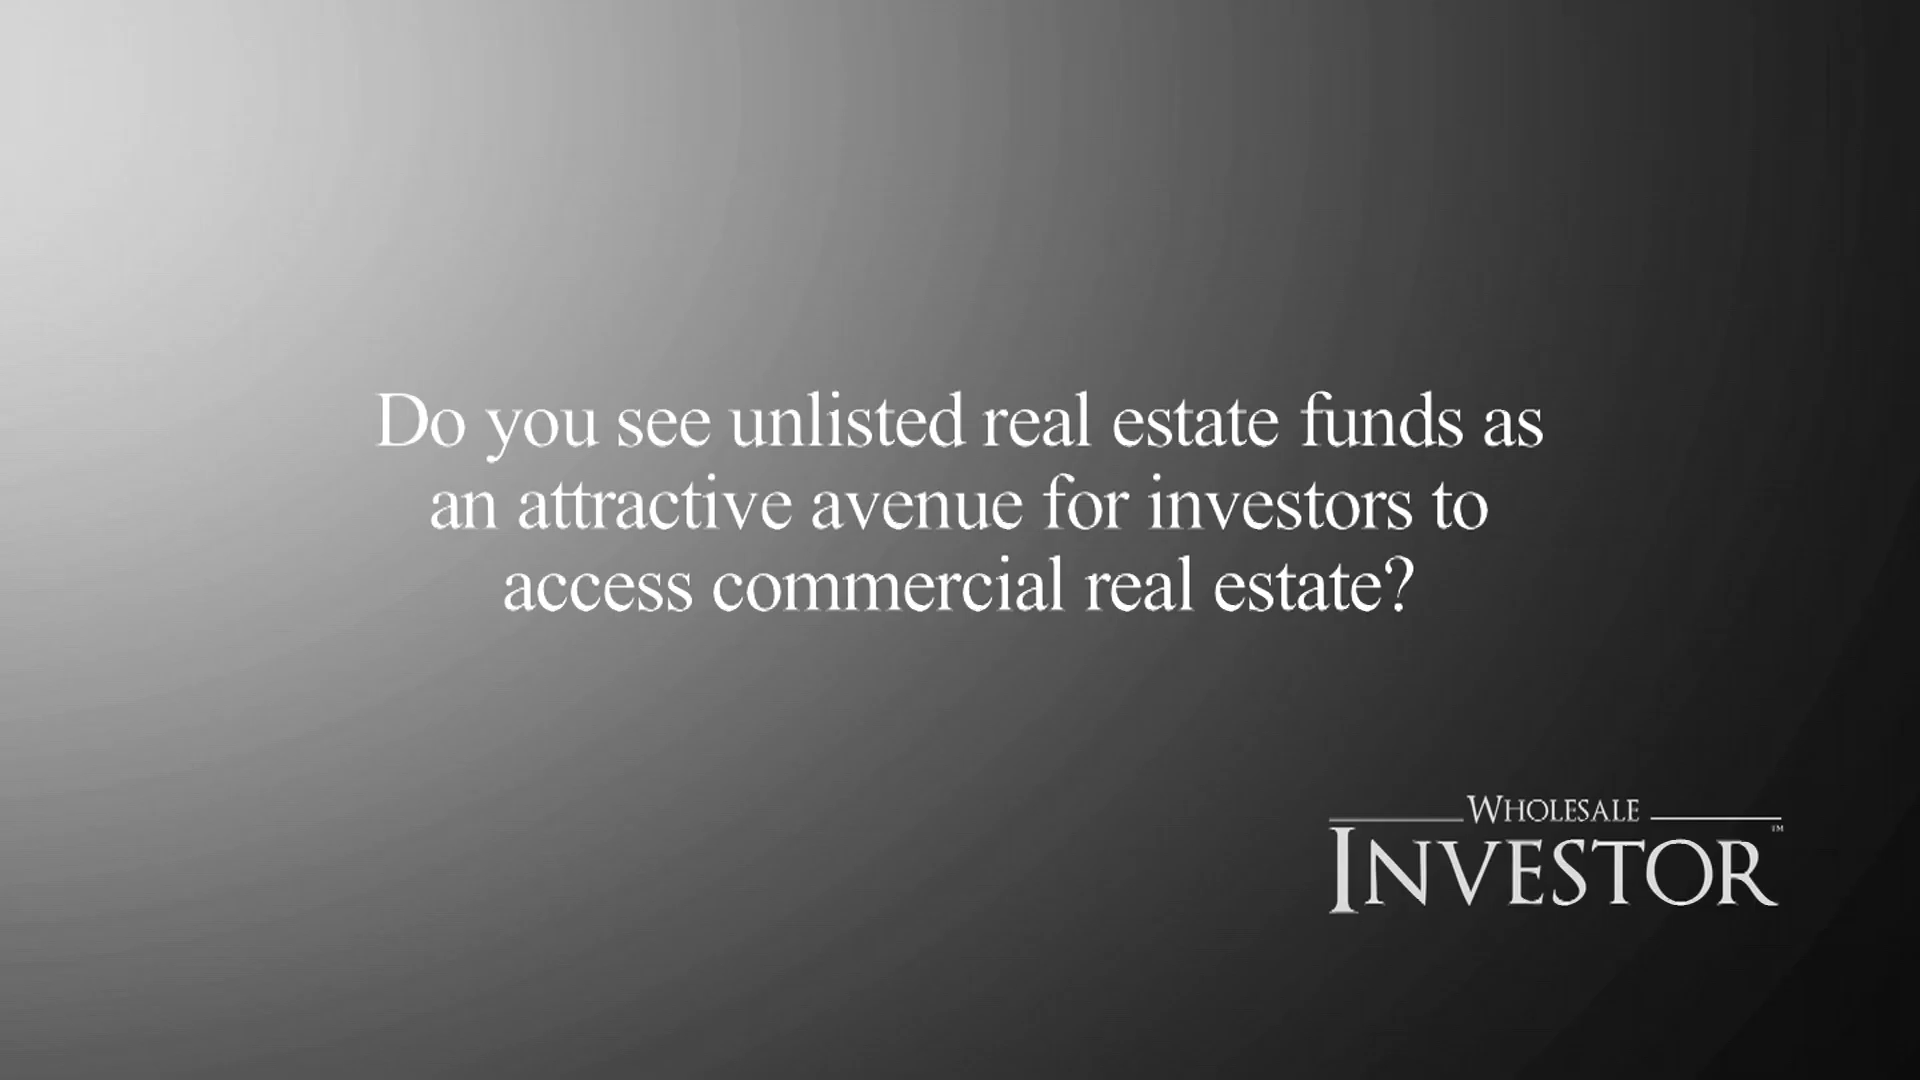 Do you see unlisted real estate funds as
an attractive avenue for investors to
access commercial real estate?
WHOLESALE
INVESTOR™